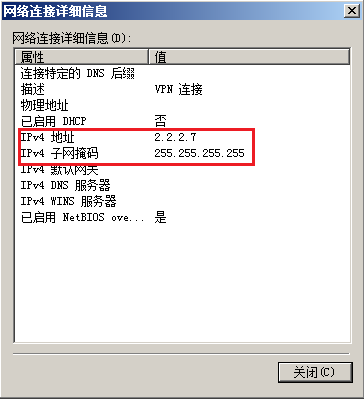 网络连接详细信息
网络连接详细信息(D):
属性 值
连接特定的 DNS 后缀
描述 VPN 连接
物理地址
已启用 DHCP 否
IPv4 地址 2.2.2.7
IPv4 子网掩码 255.255.255.255
IPv4 默认网关
IPv4 DNS 服务器
IPv4 WINS 服务器
已启用 NetBIOS ove... 是
关闭(C)